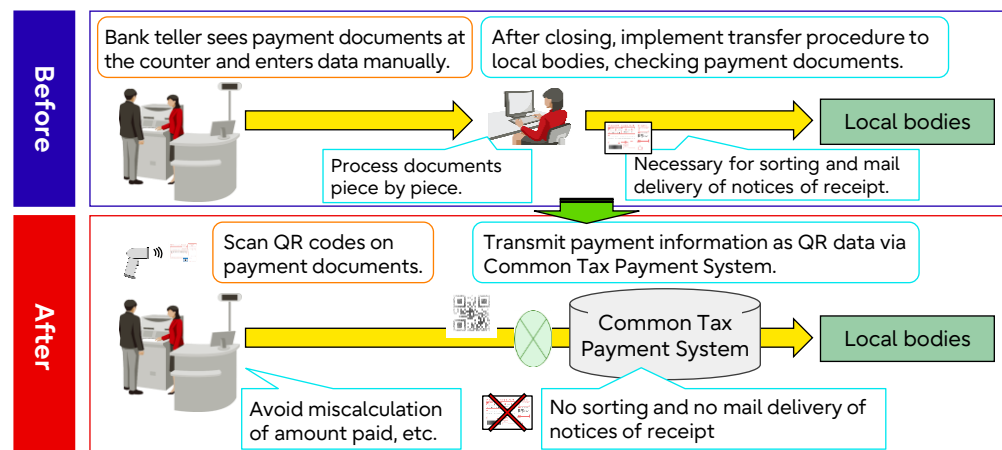 Before
Bank teller sees payment documents at
the counter and enters data manually.
After closing, implement transfer procedure to
local bodies, checking payment documents.
Process documents
piece by piece.
Necessary for sorting and mail
delivery of notices of receipt.
Local bodies
After
Scan QR codes on
payment documents.
Transmit payment information as QR data via
Common Tax Payment System.
Common Tax
Payment System
Local bodies
Avoid miscalculation
of amount paid, etc.
No sorting and no mail delivery of
notices of receipt